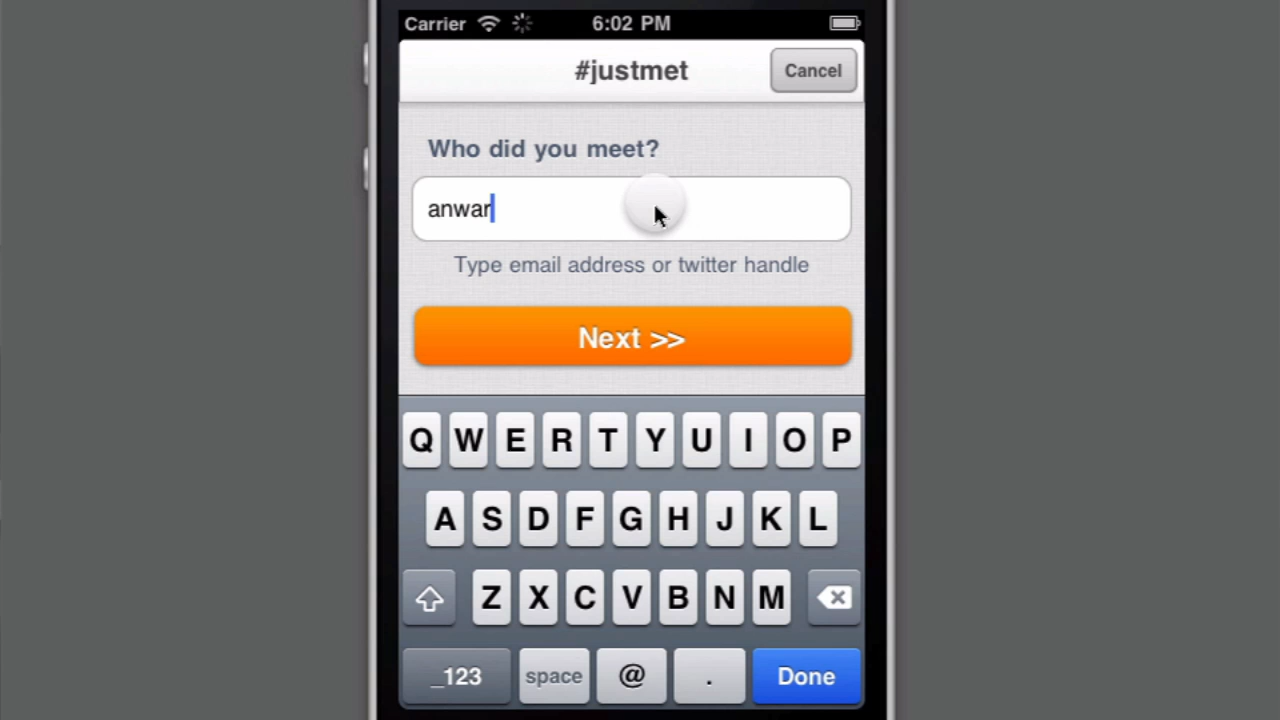 Carrier 6:02 PM
#justmet Cancel
Who did you meet?
anwar
Type email address or twitter handle
Next >>
Q W E R T Y U I O P
A S D F G H J K L
Z X C V B N M
_123 space @ . Done